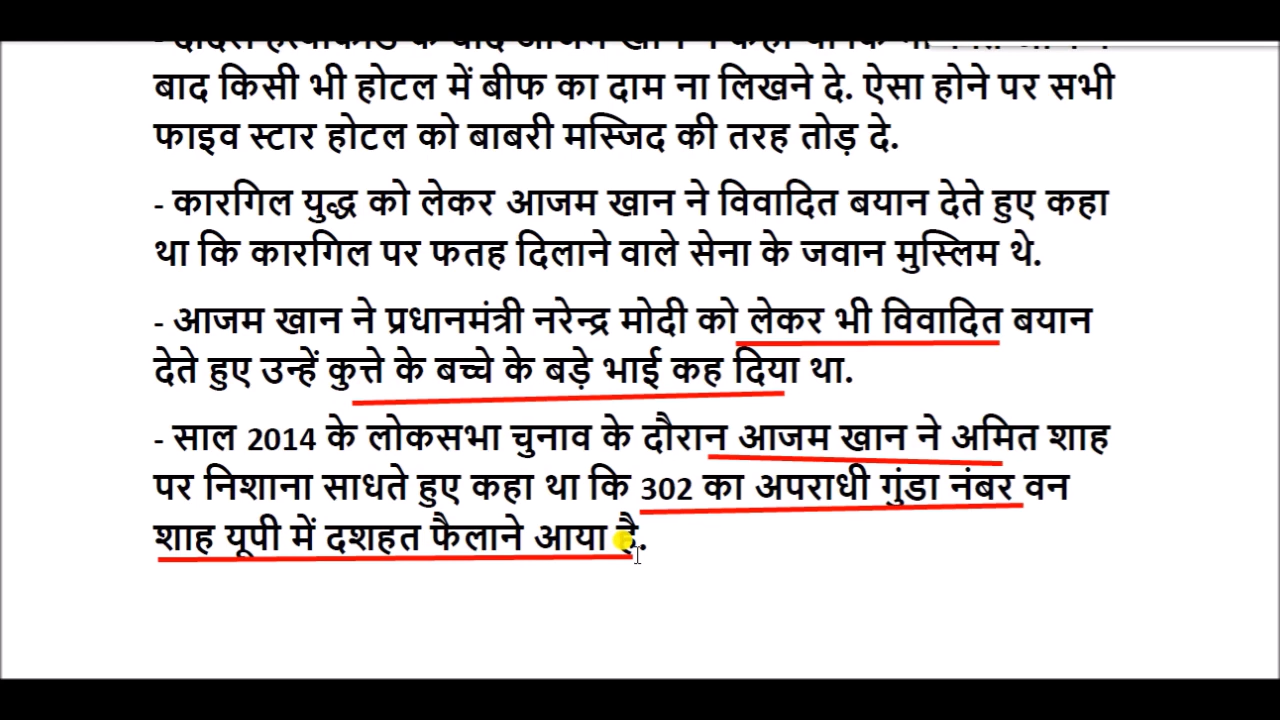 के बाद आजम खान ने कहा था कि
बाद किसी भी होटल में बीफ का दाम ना लिखने दे. ऐसा होने पर सभी
फाइव स्टार होटल को बाबरी मस्जिद की तरह तोड़ दे.
- कारगिल युद्ध को लेकर आजम खान ने विवादित बयान देते हुए कहा
था कि कारगिल पर फतह दिलाने वाले सेना के जवान मुस्लिम थे.
- आजम खान ने प्रधानमंत्री नरेन्द्र मोदी को लेकर भी विवादित बयान
देते हुए उन्हें कुत्ते के बच्चे के बड़े भाई कह दिया था.
- साल 2014 के लोकसभा चुनाव के दौरान आजम खान ने अमित शाह
पर निशाना साधते हुए कहा था कि 302 का अपराधी गुंडा नंबर वन
शाह यूपी में दशहत फैलाने आया है.